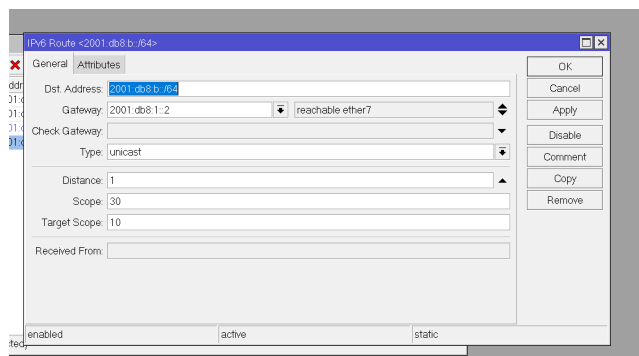 IPv6 Route <2001:db8:b::/64>
General Attributes
Dst. Address: 2001:db8:b::/64
Gateway: 2001:db8:1::2 reachable ether7
Check Gateway:
Type: unicast
Distance: 1
Scope: 30
Target Scope: 10
Received From:
OK
Cancel
Apply
Disable
Comment
Copy
Remove
enabled active static